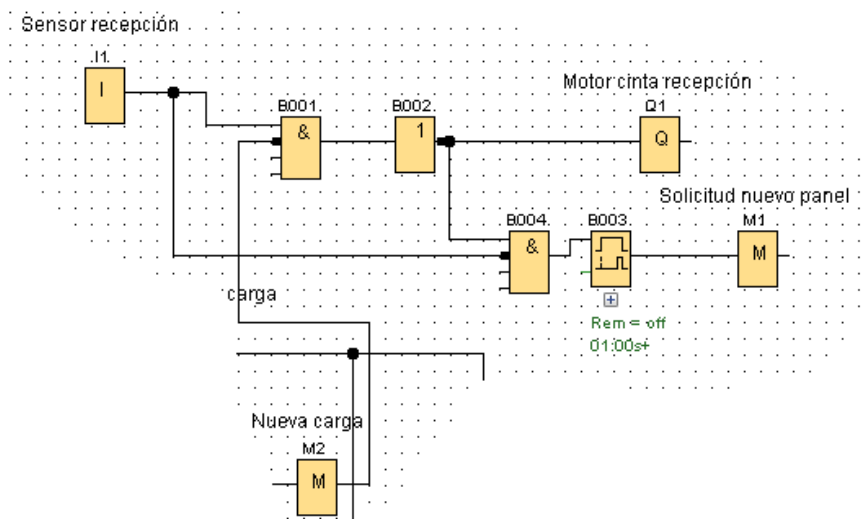 Sensor recepción
I1
I
Motor cinta recepción
B001
B002
Q1
&
1
Q
Solicitud nuevo panel
B004
B003
M1
&
M
carga
Rem = off
01:00s+
Nueva carga
M2
M